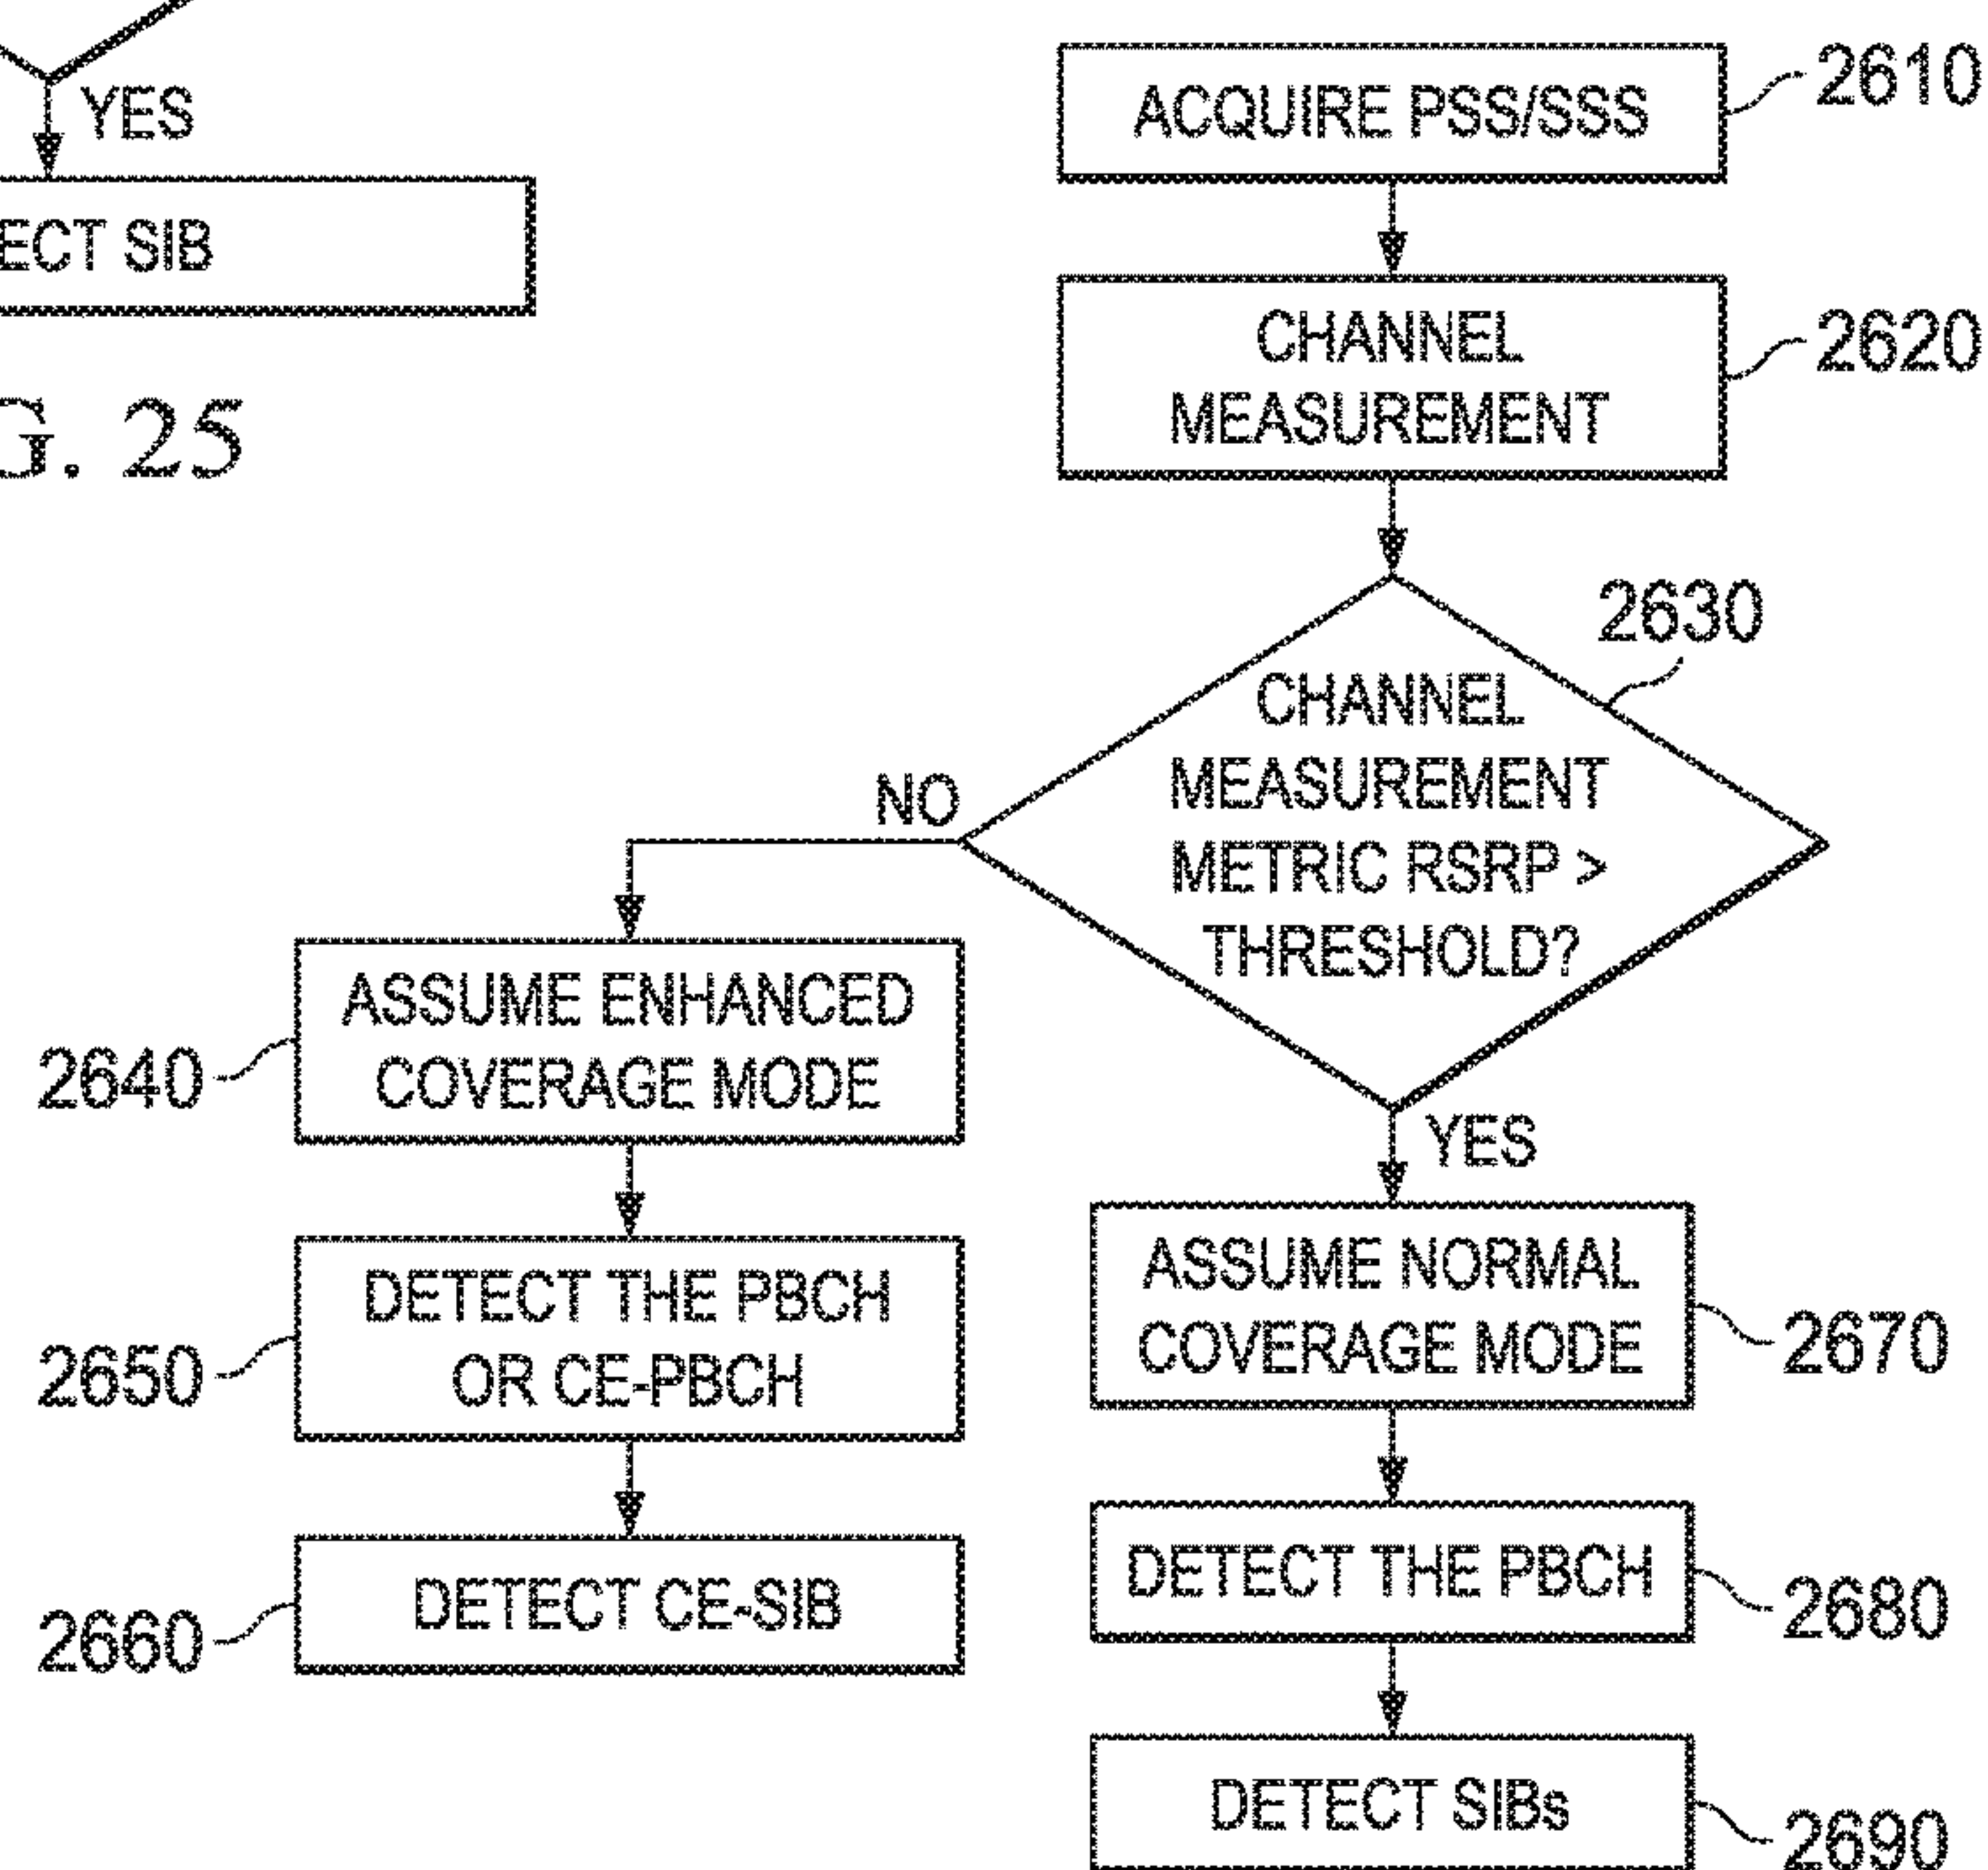 YES
ECT SIB
G. 25
ACQUIRE PSS/SSS
2610
CHANNEL
MEASUREMENT
2620
2630
CHANNEL
MEASUREMENT
METRIC RSRP >
THRESHOLD?
NO
YES
ASSUME ENHANCED
COVERAGE MODE
2640
DETECT THE PBCH
OR CE-PBCH
2650
DETECT CE-SIB
2660
ASSUME NORMAL
COVERAGE MODE
2670
DETECT THE PBCH
2680
DETECT SIBs
2690